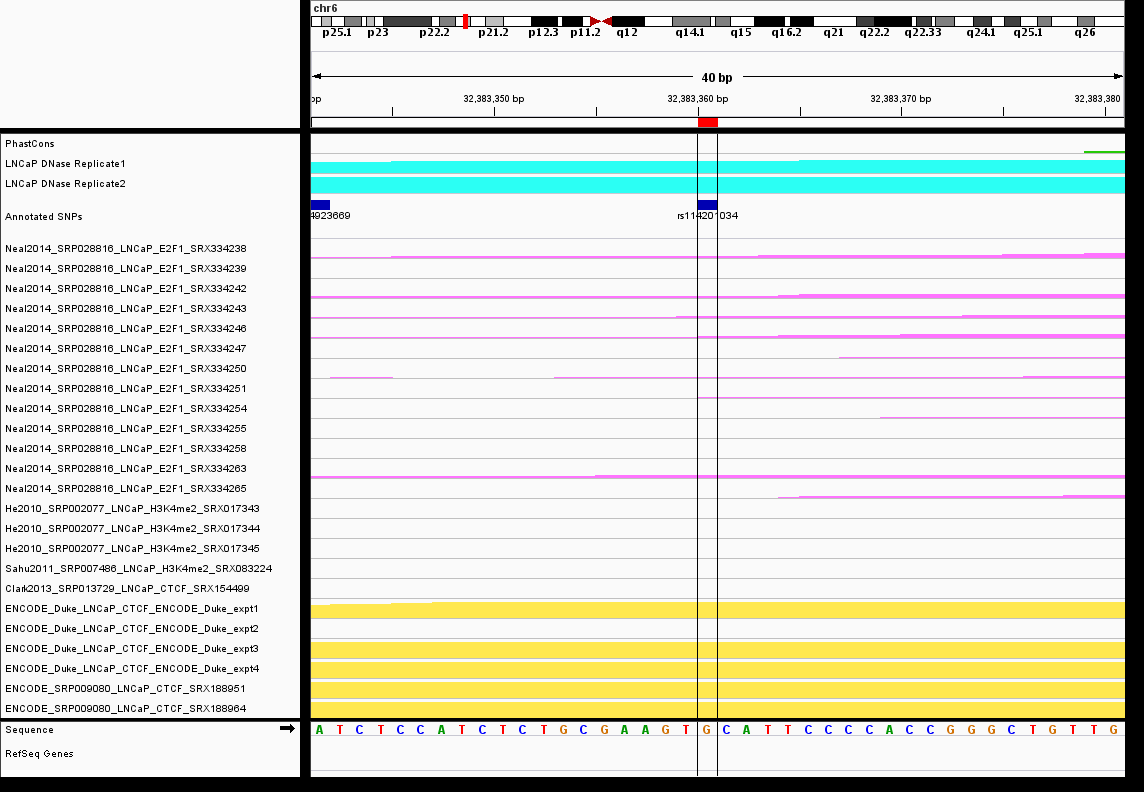 chr6
p25.1 p23 p22.2 p21.2 p12.3 p11.2 q12 q14.1 q15 q16.2 q21 q22.2 q22.33 q24.1 q25.1 q26
40 bp
bp 32,383,350 bp 32,383,360 bp 32,383,370 bp 32,383,380
PhastCons
LNCaP DNase Replicate1
LNCaP DNase Replicate2
Annotated SNPs 4923669 rs114201034
Neal2014_SRP028816_LNCaP_E2F1_SRX334238
Neal2014_SRP028816_LNCaP_E2F1_SRX334239
Neal2014_SRP028816_LNCaP_E2F1_SRX334242
Neal2014_SRP028816_LNCaP_E2F1_SRX334243
Neal2014_SRP028816_LNCaP_E2F1_SRX334246
Neal2014_SRP028816_LNCaP_E2F1_SRX334247
Neal2014_SRP028816_LNCaP_E2F1_SRX334250
Neal2014_SRP028816_LNCaP_E2F1_SRX334251
Neal2014_SRP028816_LNCaP_E2F1_SRX334254
Neal2014_SRP028816_LNCaP_E2F1_SRX334255
Neal2014_SRP028816_LNCaP_E2F1_SRX334258
Neal2014_SRP028816_LNCaP_E2F1_SRX334263
Neal2014_SRP028816_LNCaP_E2F1_SRX334265
He2010_SRP002077_LNCaP_H3K4me2_SRX017343
He2010_SRP002077_LNCaP_H3K4me2_SRX017344
He2010_SRP002077_LNCaP_H3K4me2_SRX017345
Sahu2011_SRP007486_LNCaP_H3K4me2_SRX083224
Clark2013_SRP013729_LNCaP_CTCF_SRX154499
ENCODE_Duke_LNCaP_CTCF_ENCODE_Duke_expt1
ENCODE_Duke_LNCaP_CTCF_ENCODE_Duke_expt2
ENCODE_Duke_LNCaP_CTCF_ENCODE_Duke_expt3
ENCODE_Duke_LNCaP_CTCF_ENCODE_Duke_expt4
ENCODE_SRP009080_LNCaP_CTCF_SRX188951
ENCODE_SRP009080_LNCaP_CTCF_SRX188964
Sequence A T C T C C A T C T C T G C G A A G T G C A T T C C C C A C C G G G C T G T T G
RefSeq Genes